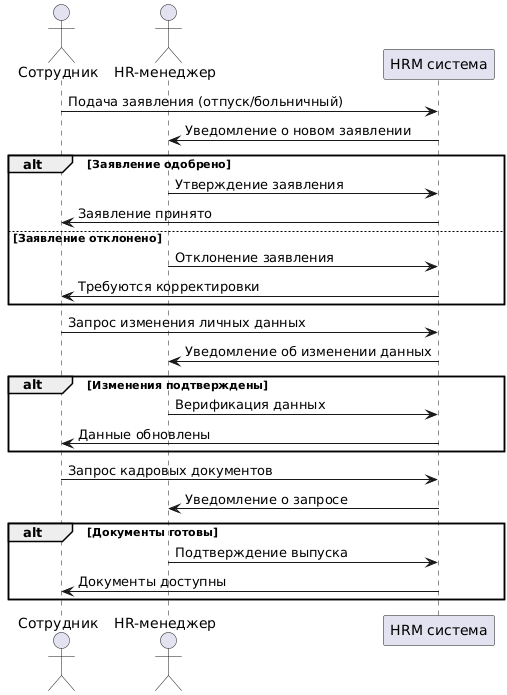 Сотрудник HR-менеджер HRM система
Подача заявления (отпуск/больничный)
Уведомление о новом заявлении
alt [Заявление одобрено]
Утверждение заявления
Заявление принято
[Заявление отклонено]
Отклонение заявления
Требуются корректировки
Запрос изменения личных данных
Уведомление об изменении данных
alt [Изменения подтверждены]
Верификация данных
Данные обновлены
Запрос кадровых документов
Уведомление о запросе
alt [Документы готовы]
Подтверждение выпуска
Документы доступны
Сотрудник HR-менеджер HRM система